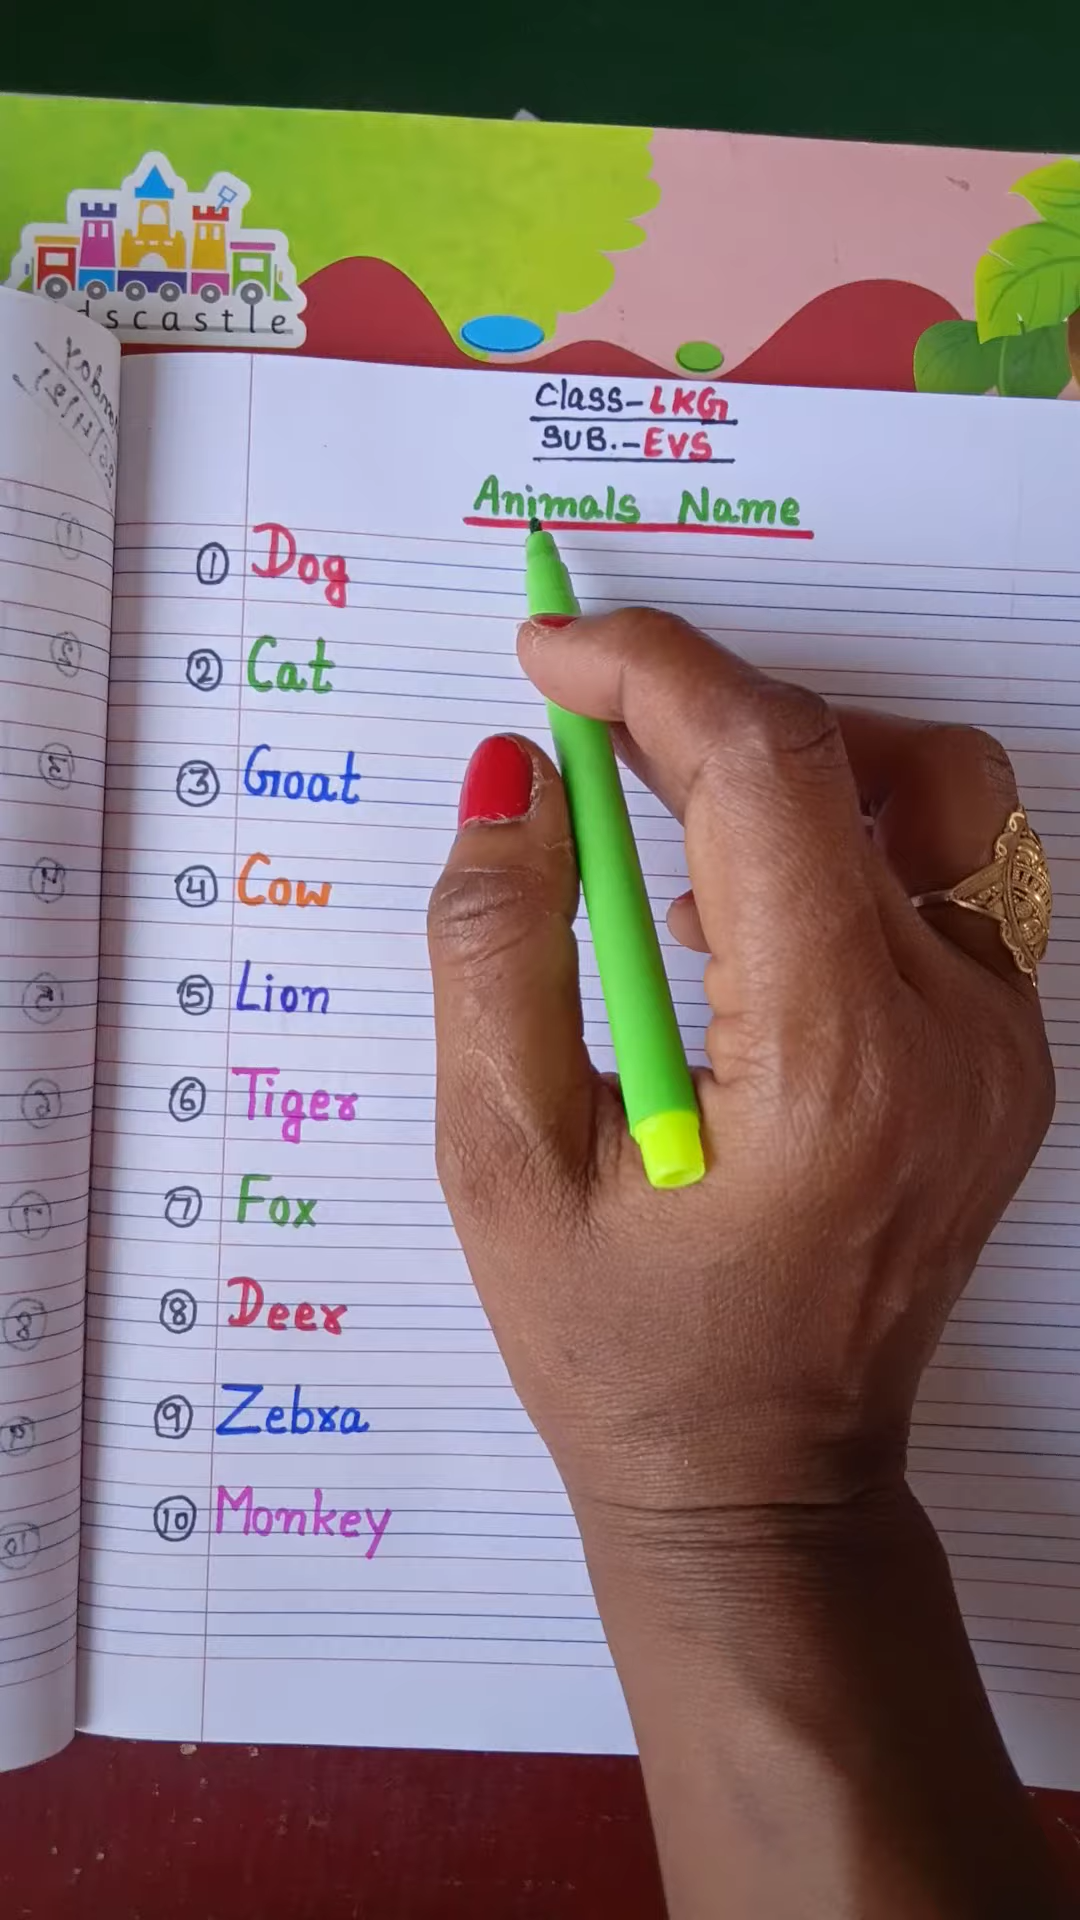 dscastle
Class-LKG
SUB.-EVS
Animals Name
① Dog
② Cat
③ Goat
④ Cow
⑤ Lion
⑥ Tiger
⑦ Fox
⑧ Deer
⑨ Zebra
⑩ Monkey